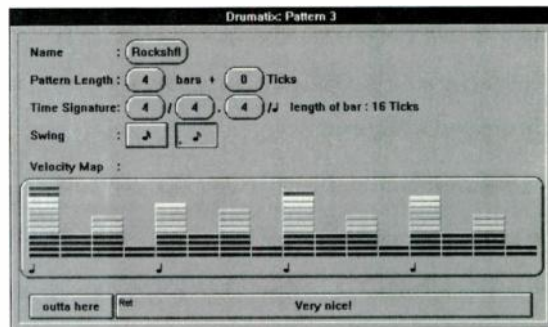 Drumatix: Pattern 3
Name : Rockshfl
Pattern Length : 4 bars + 0 Ticks
Time Signature: 4 / 4 . 4 /♩ length of bar : 16 Ticks
Swing : ♪ .♪
Velocity Map :
♩ ♩ ♩ ♩
outta here Ret Very nice!